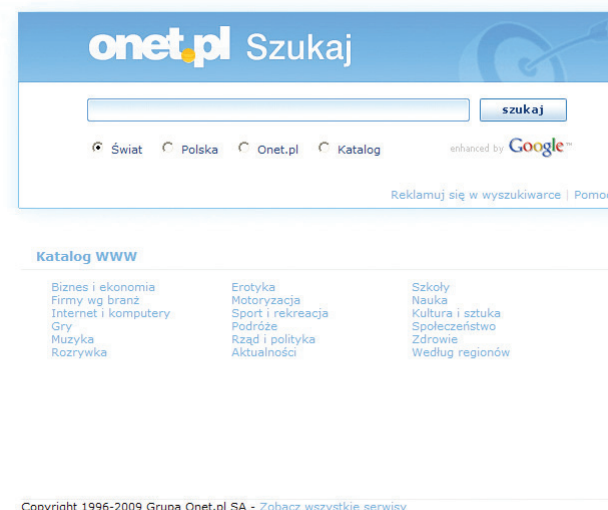 onet.pl Szukaj
szukaj
Świat Polska Onet.pl Katalog enhanced by Google™
Reklamuj się w wyszukiwarce | Pomoc
Katalog WWW
Biznes i ekonomia Erotyka Szkoły
Firmy wg branż Motoryzacja Nauka
Internet i komputery Sport i rekreacja Kultura i sztuka
Gry Podróże Społeczeństwo
Muzyka Rząd i polityka Zdrowie
Rozrywka Aktualności Według regionów
Copyright 1996-2009 Grupa Onet.pl SA - Zobacz wszystkie serwisy